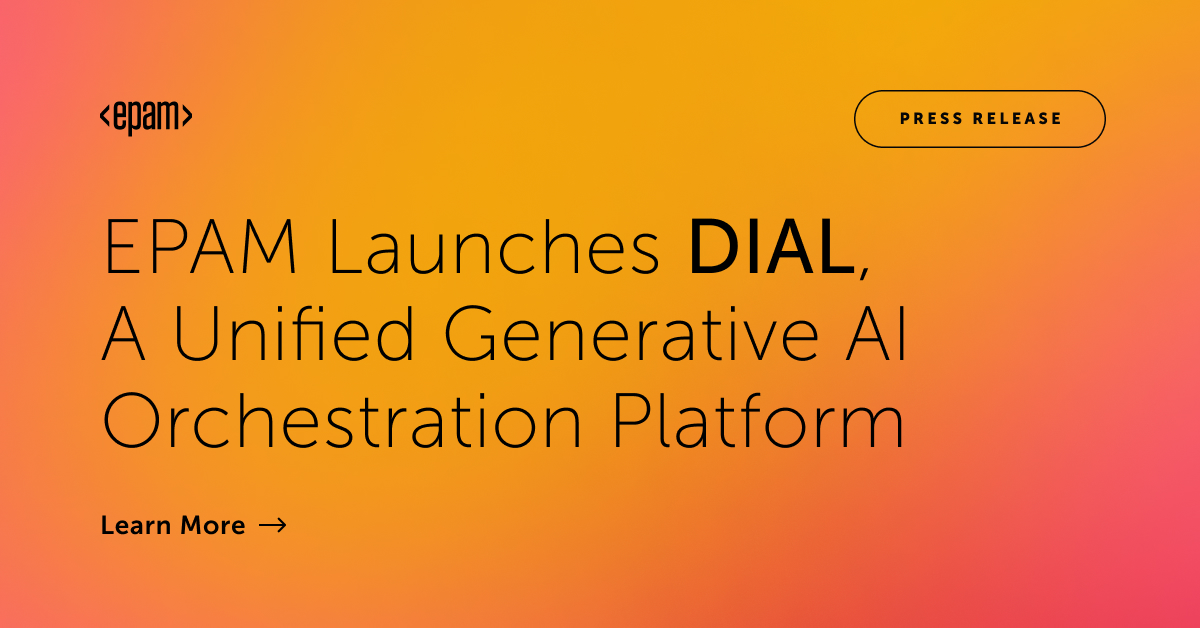 <epam>
PRESS RELEASE
EPAM Launches DIAL,
A Unified Generative AI
Orchestration Platform
Learn More →